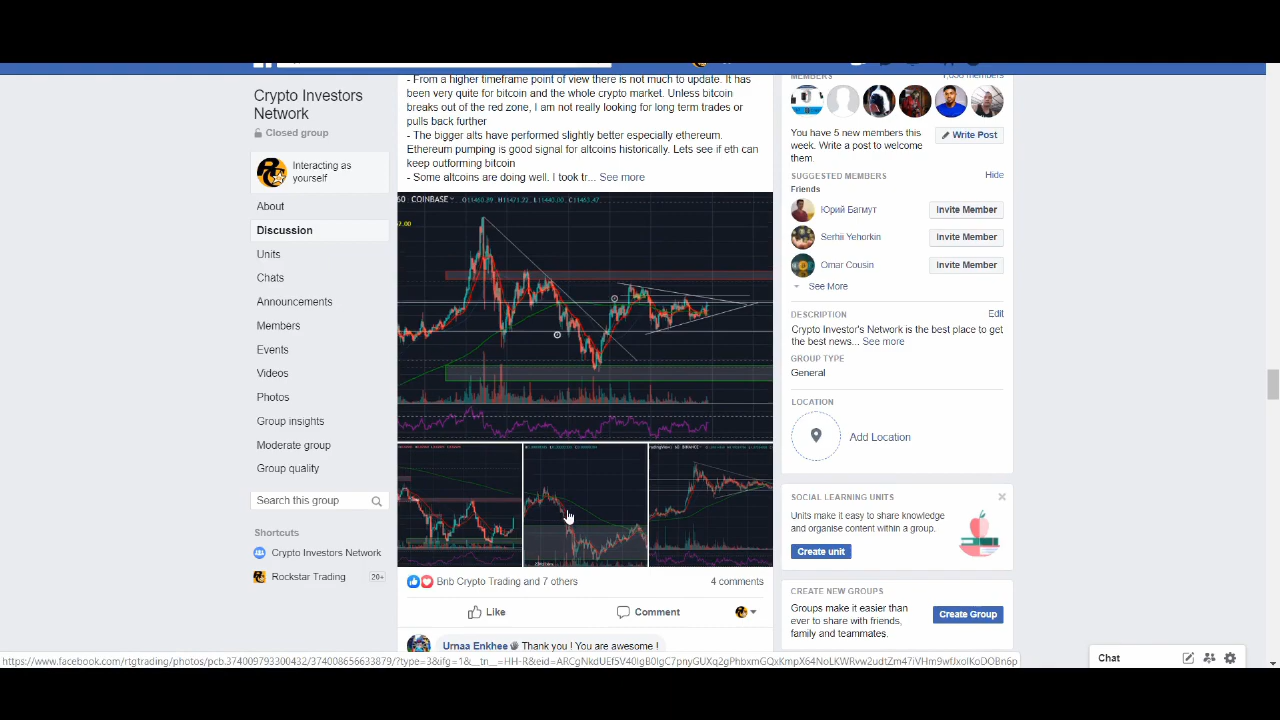 Crypto Investors
Network
Closed group
Interacting as
yourself
About
Discussion
Units
Chats
Announcements
Members
Events
Videos
Photos
Group insights
Moderate group
Group quality
Search this group
Shortcuts
Crypto Investors Network
Rockstar Trading 20+
- From a higher timeframe point of view there is not much to update. It has
been very quite for bitcoin and the whole crypto market. Unless bitcoin
breaks out of the red zone, I am not really looking for long term trades or
pulls back further
- The bigger alts have performed slightly better especially ethereum.
Ethereum pumping is good signal for altcoins historically. Lets see if eth can
keep outforming bitcoin
- Some altcoins are doing well. I took tr... See more
60 COINBASE
Bnb Crypto Trading and 7 others 4 comments
Like Comment
Urnaa Enkhee Thank you ! You are awesome !
MEMBERS
You have 5 new members this
week. Write a post to welcome
them.
Write Post
SUGGESTED MEMBERS Hide
Friends
Юрий Багмут Invite Member
Serhii Yehorkin Invite Member
Omar Cousin Invite Member
See More
DESCRIPTION Edit
Crypto Investor's Network is the best place to get
the best news... See more
GROUP TYPE
General
LOCATION
Add Location
SOCIAL LEARNING UNITS
Units make it easier to share knowledge
and organise content within a group.
Create unit
CREATE NEW GROUPS
Groups make it easier than
ever to share with friends,
family and teammates.
Create Group
Chat